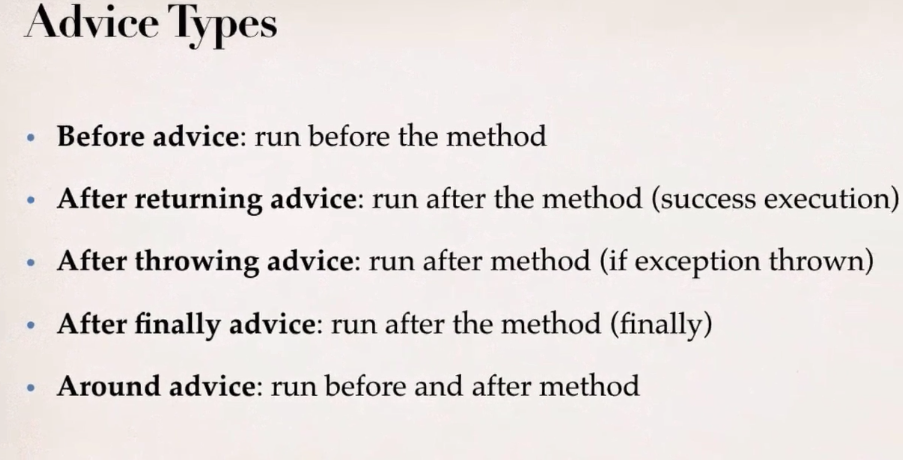 Advice Types
• Before advice: run before the method
• After returning advice: run after the method (success execution)
• After throwing advice: run after method (if exception thrown)
• After finally advice: run after the method (finally)
• Around advice: run before and after method